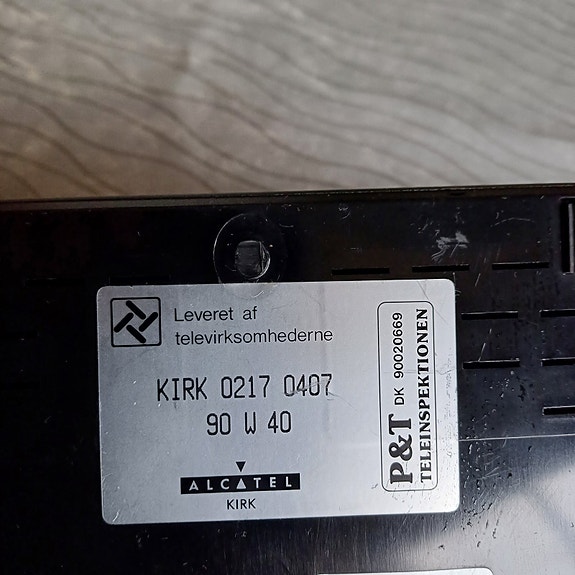 Leveret af
televirksomhederne
KIRK 0217 0407
90 W 40
ALCATEL
KIRK
P&T DK 90020669
TELEINSPEKTIONEN